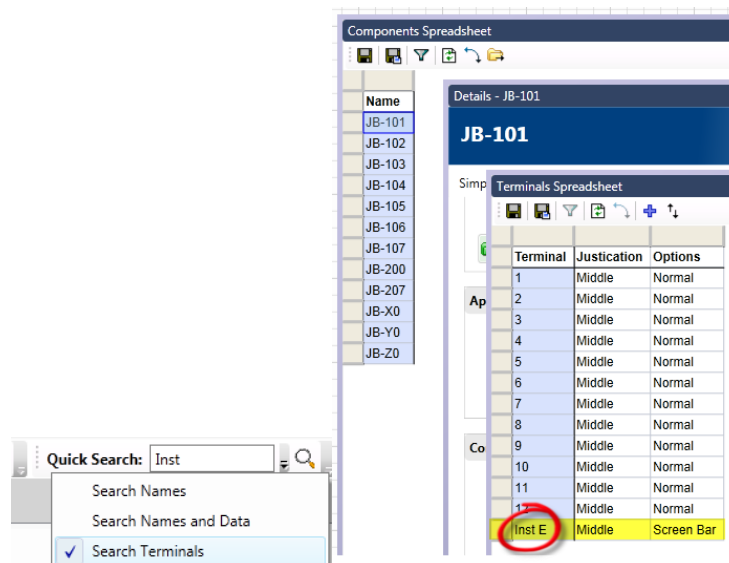 Components Spreadsheet
Name
JB-101
JB-102
JB-103
JB-104
JB-105
JB-106
JB-107
JB-200
JB-207
JB-X0
JB-Y0
JB-Z0
Details - JB-101
JB-101
Simp
Ap
Co
Terminals Spreadsheet
Terminal Justication Options
1 Middle Normal
2 Middle Normal
3 Middle Normal
4 Middle Normal
5 Middle Normal
6 Middle Normal
7 Middle Normal
8 Middle Normal
9 Middle Normal
10 Middle Normal
11 Middle Normal
12 Middle Normal
Inst E Middle Screen Bar
Quick Search: Inst
Search Names
Search Names and Data
Search Terminals